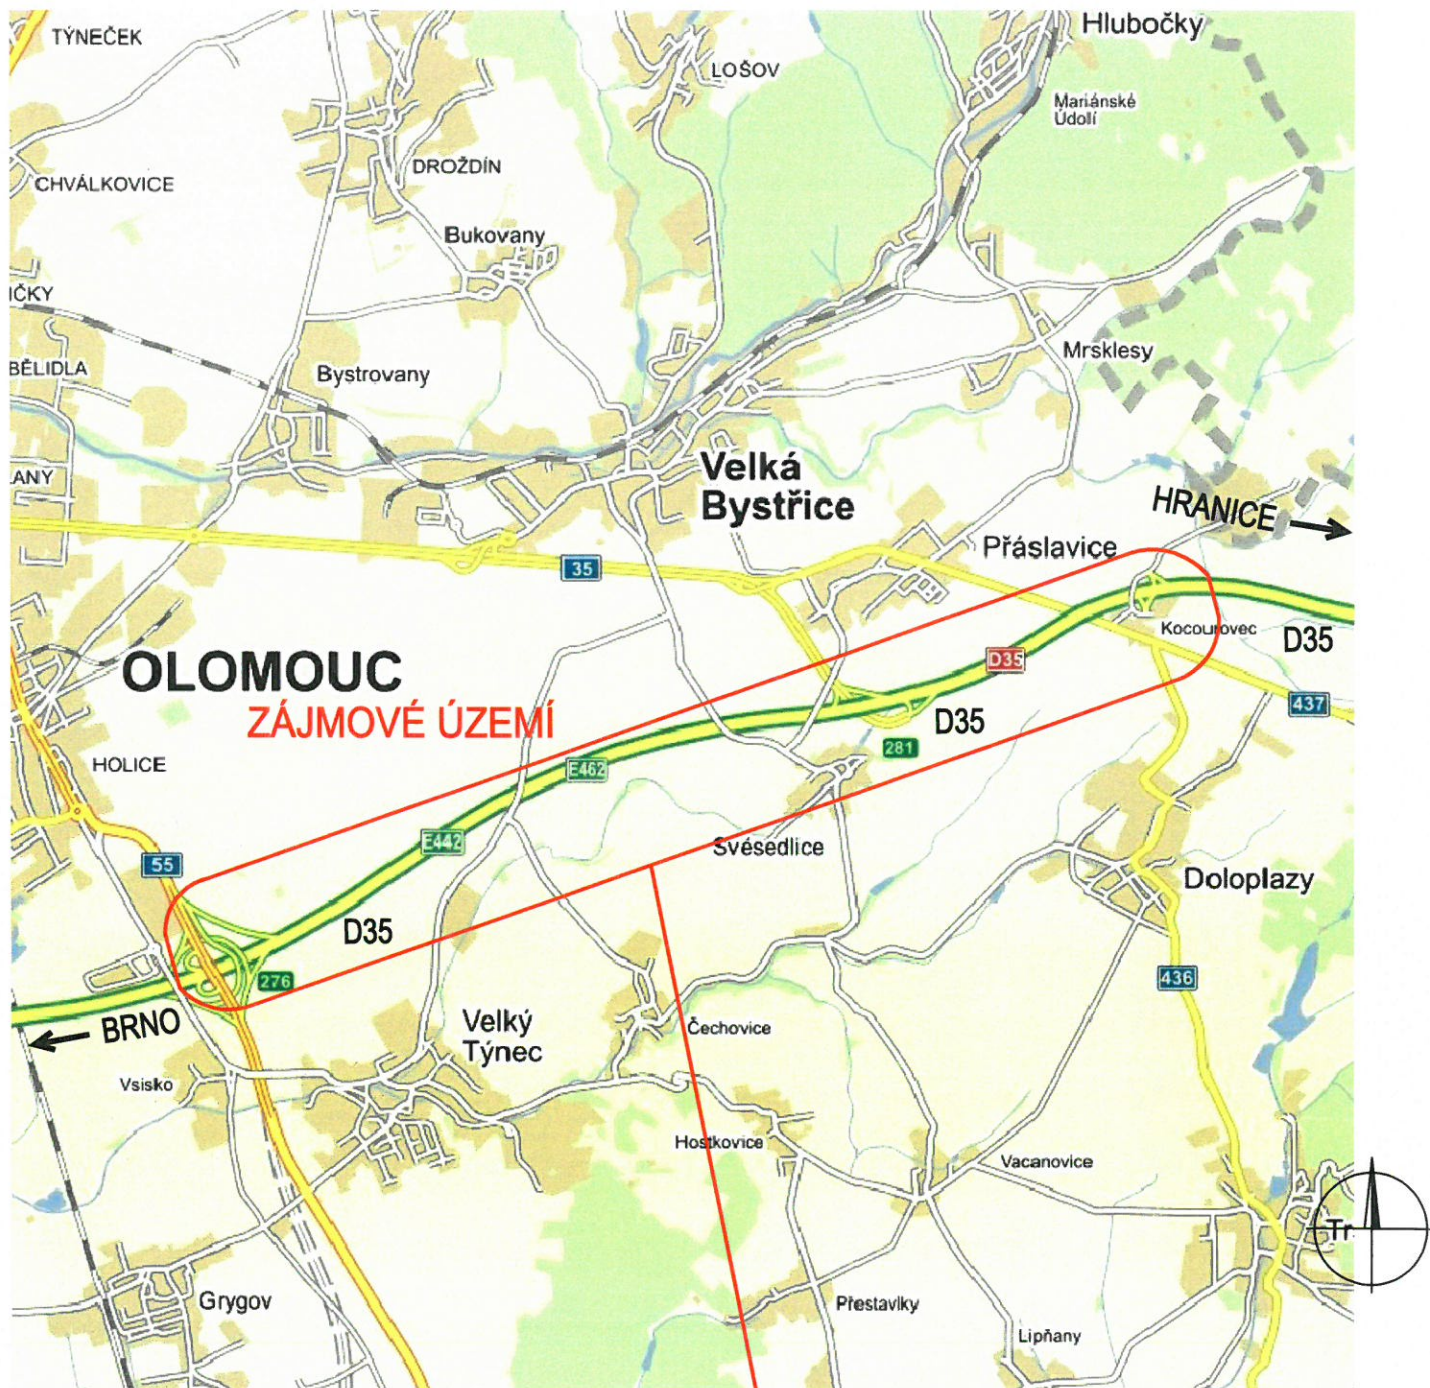 Hlubočky
TÝNEČEK
LOŠOV
Mariánské
Údolí
DROŽDÍN
CHVÁLKOVICE
Bukovany
IČKY
Mrsklesy
BĚLIDLA
Bystrovany
Velká
Bystřice
LANY
HRANICE
Přáslavice
35
Kocourovec
D35
OLOMOUC
D35
ZÁJMOVÉ ÚZEMÍ
437
D35
281
HOLICE
E462
E442
Svésedlice
55
Doloplazy
D35
276
436
BRNO
Velký
Týnec
Čechovice
Vsisko
Hostkovice
Vacanovice
Tr
Grygov
Přestavlky
Lipňany